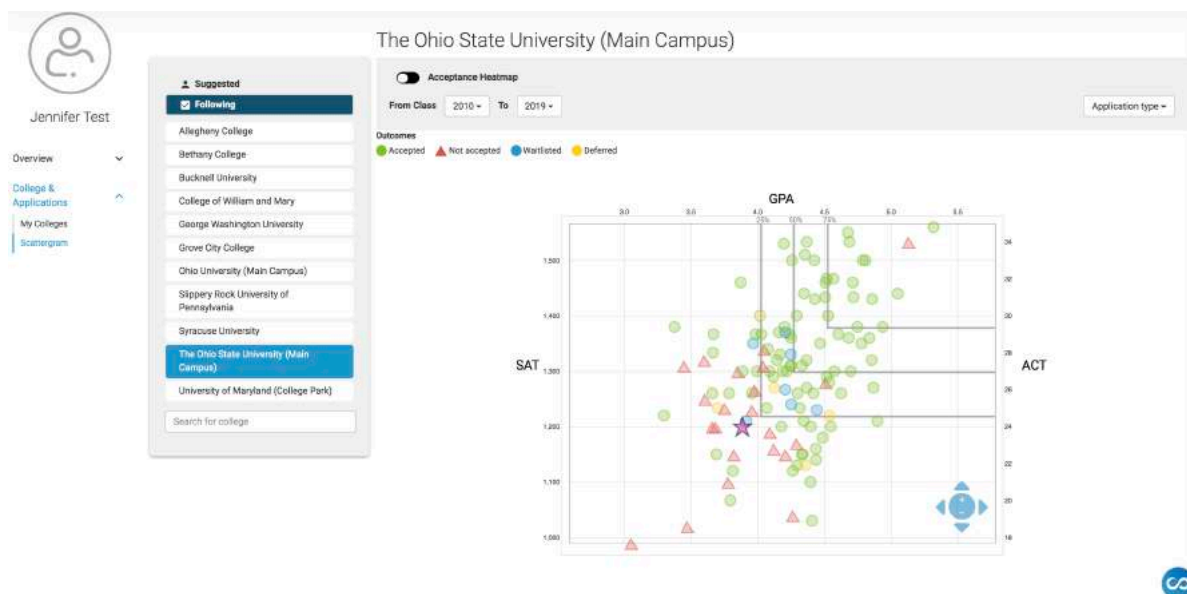 The Ohio State University (Main Campus)
Jennifer Test
Overview
College &
Applications
My Colleges
Scattergram
Suggested
Following
Allegheny College
Bethany College
Bucknell University
College of William and Mary
George Washington University
Grove City College
Ohio University (Main Campus)
Slippery Rock University of
Pennsylvania
Syracuse University
The Ohio State University (Main
Campus)
University of Maryland (College Park)
Search for college
Acceptance Heatmap
From Class 2010 To 2019
Application type
Outcomes
Accepted Not accepted Waitlisted Deferred
GPA
3.0 3.5 4.0 4.5 5.0 5.5
25% 50% 75%
SAT
1,500
1,400
1,300
1,200
1,100
1,000
ACT
34
32
30
28
26
24
22
20
18